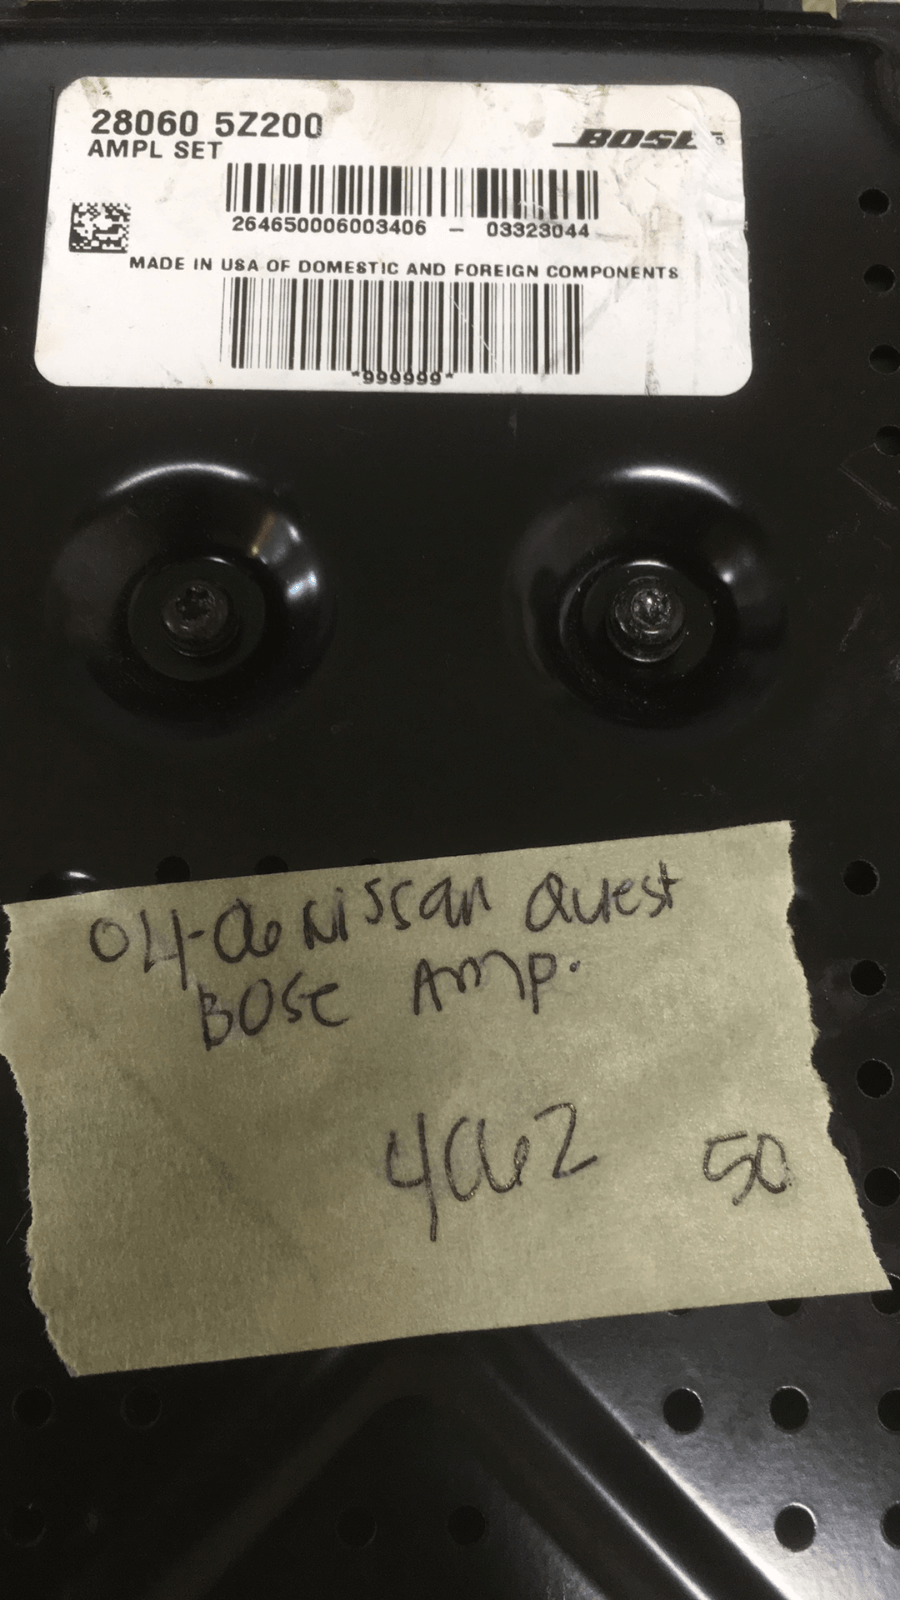 28060 5Z200
BOSE
AMPL SET
264650006003406 - 03323044
MADE IN USA OF DOMESTIC AND FOREIGN COMPONENTS
*999999*
04-06 Nissan Quest
BOSE Amp.
4062
50